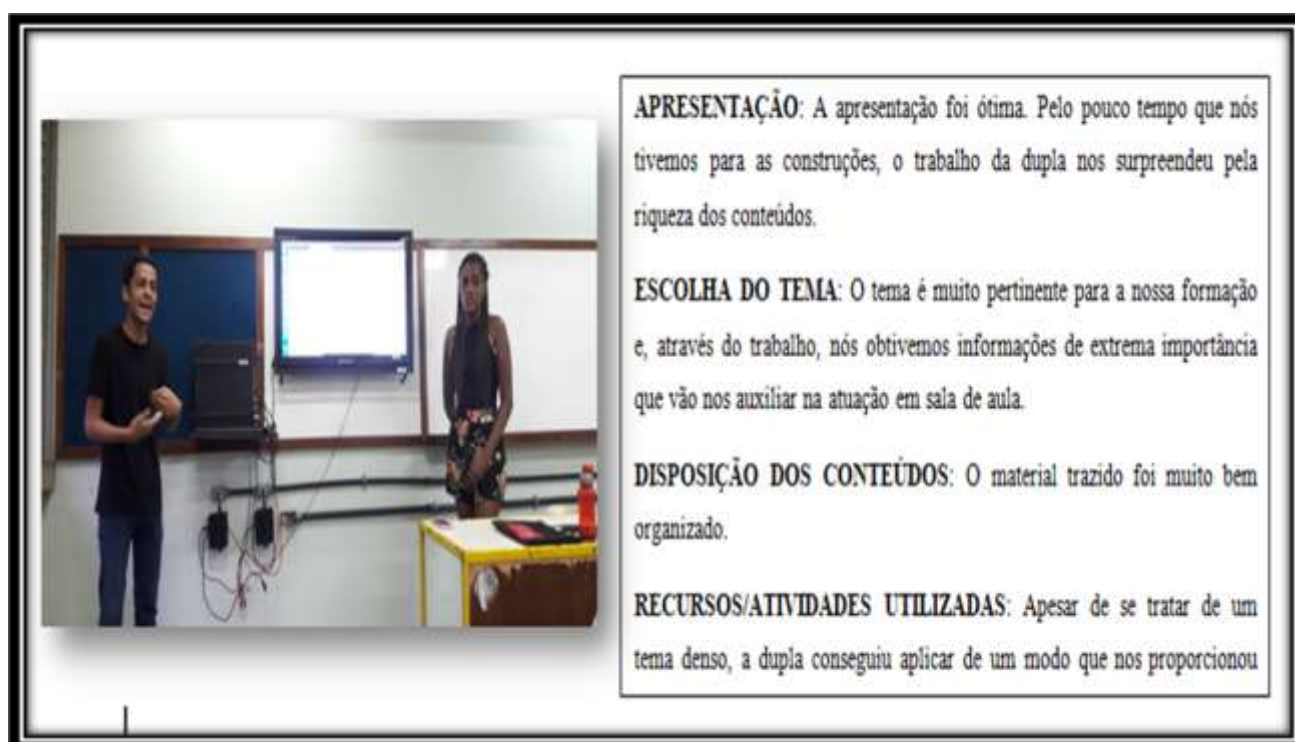 APRESENTAÇÃO: A apresentação foi ótima. Pelo pouco tempo que nós
tivemos para as construções, o trabalho da dupla nos surpreendeu pela
riqueza dos conteúdos.
ESCOLHA DO TEMA: O tema é muito pertinente para a nossa formação
e, através do trabalho, nós obtivemos informações de extrema importância
que vão nos auxiliar na atuação em sala de aula.
DISPOSIÇÃO DOS CONTEÚDOS: O material trazido foi muito bem
organizado.
RECURSOS/ATIVIDADES UTILIZADAS: Apesar de se tratar de um
tema denso, a dupla conseguiu aplicar de um modo que nos proporcionou